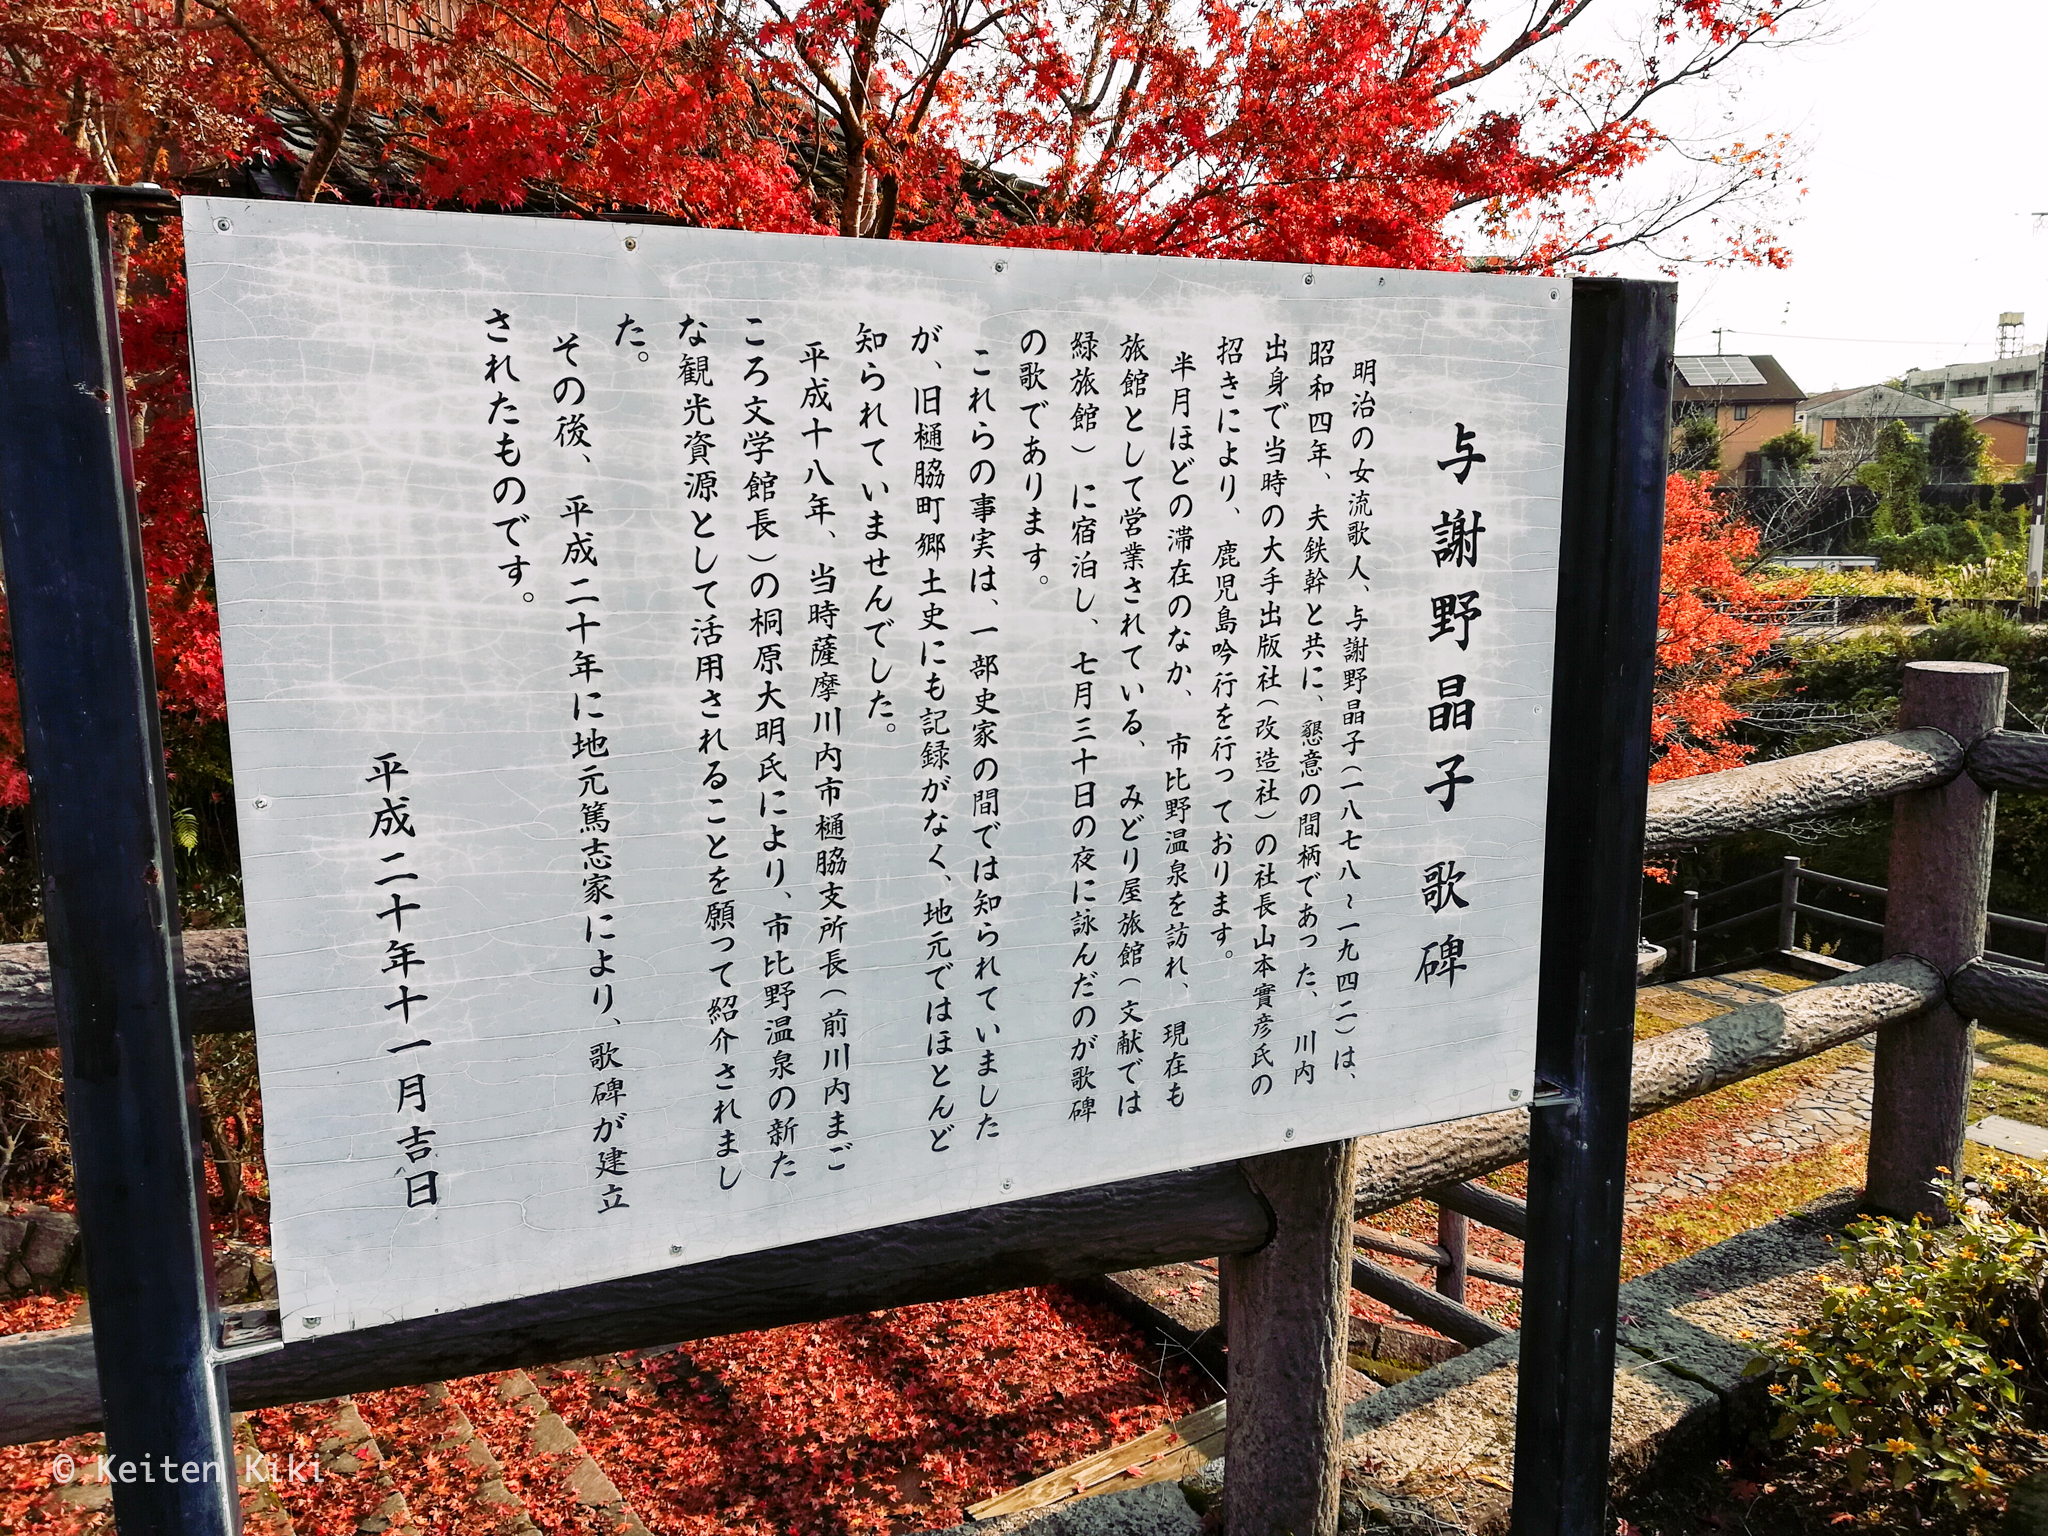 与謝野晶子 歌碑
明治の女流歌人、与謝野晶子（一八七八～一九四二）は、
昭和四年、夫鉄幹と共に、懇意の間柄であった、川内
出身で当時の大手出版社（改造社）の社長山本實彦氏の
招きにより、鹿児島吟行を行っております。
半月ほどの滞在のなか、市比野温泉を訪れ、現在も
旅館として営業されている、みどり屋旅館（文献では
緑旅館）に宿泊し、七月三十日の夜に詠んだのが歌碑
の歌であります。
これらの事実は、一部史家の間では知られていました
が、旧樋脇町郷土史にも記録がなく、地元ではほとんど
知られていませんでした。
平成十八年、当時薩摩川内市樋脇支所長（前川内まご
ころ文学館長）の桐原大明氏により、市比野温泉の新た
な観光資源として活用されることを願って紹介されまし
た。
その後、平成二十年に地元篤志家により、歌碑が建立
されたものです。
平成二十年十一月吉日
© Keiten Kiki